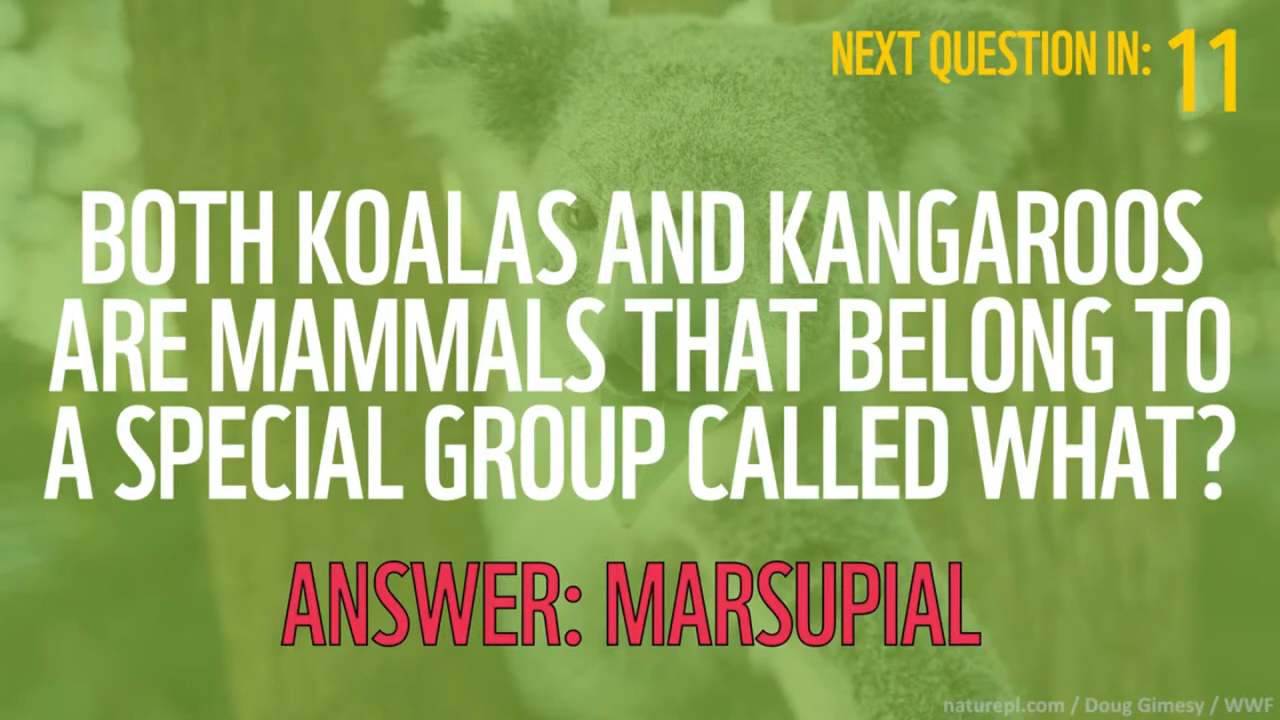 NEXT QUESTION IN: 11
BOTH KOALAS AND KANGAROOS
ARE MAMMALS THAT BELONG TO
A SPECIAL GROUP CALLED WHAT?
ANSWER: MARSUPIAL
naturepl.com / Doug Gimesy / WWF